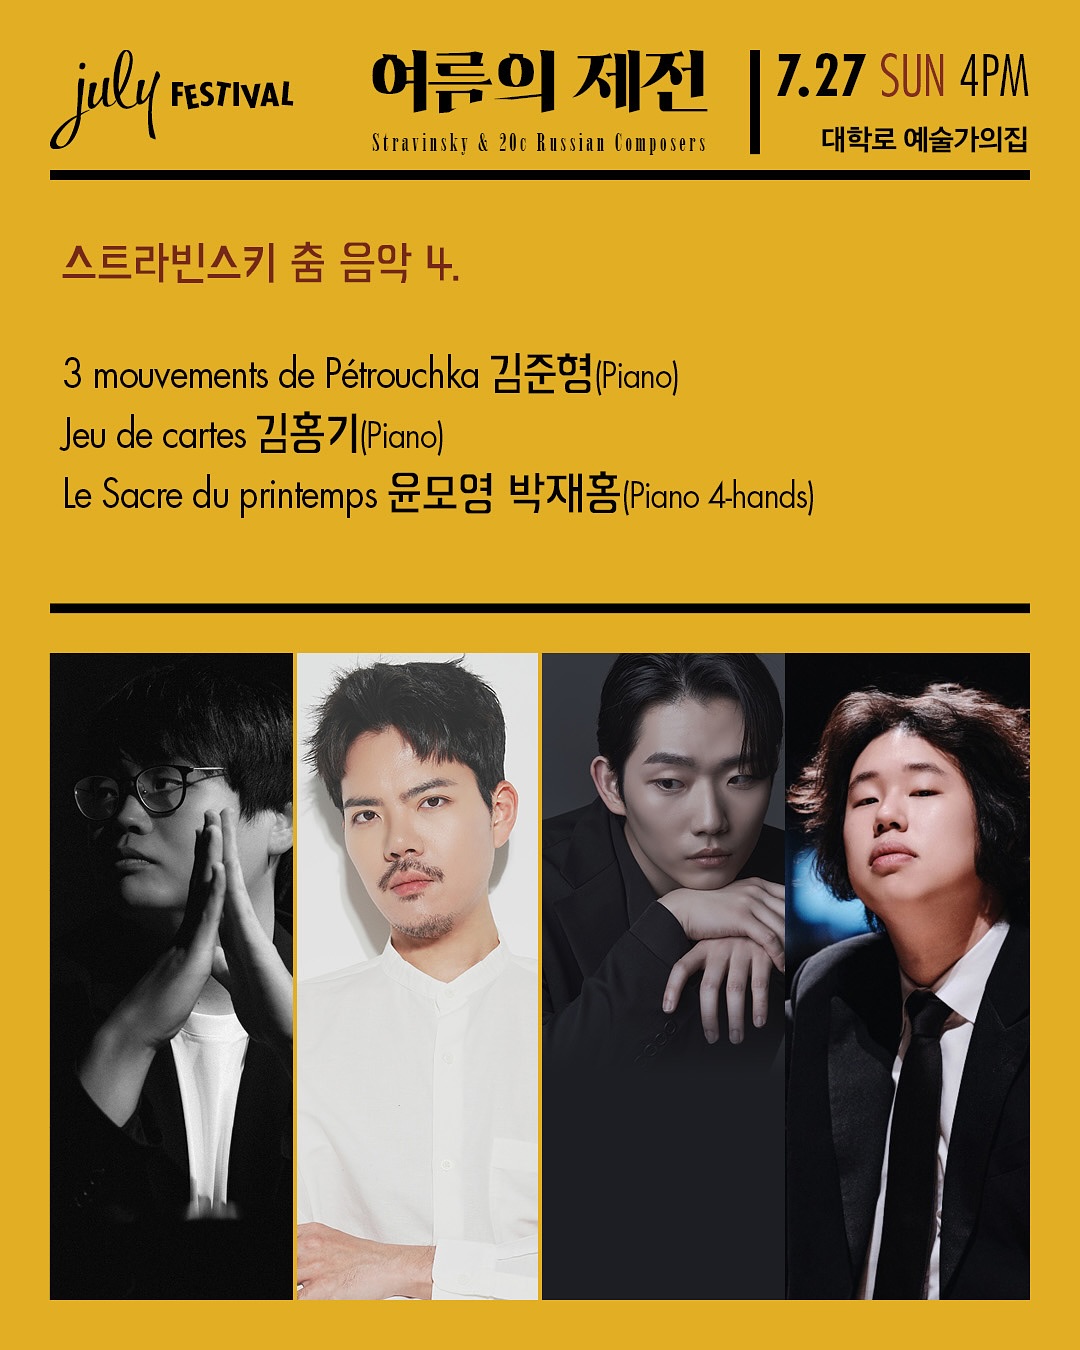 july FESTIVAL
여름의 제전
Stravinsky & 20c Russian Composers
7.27 SUN 4PM
대학로 예술가의집
스트라빈스키 춤 음악 4.
3 mouvements de Pétrouchka 김준형(Piano)
Jeu de cartes 김홍기(Piano)
Le Sacre du printemps 윤모영 박재홍(Piano 4-hands)